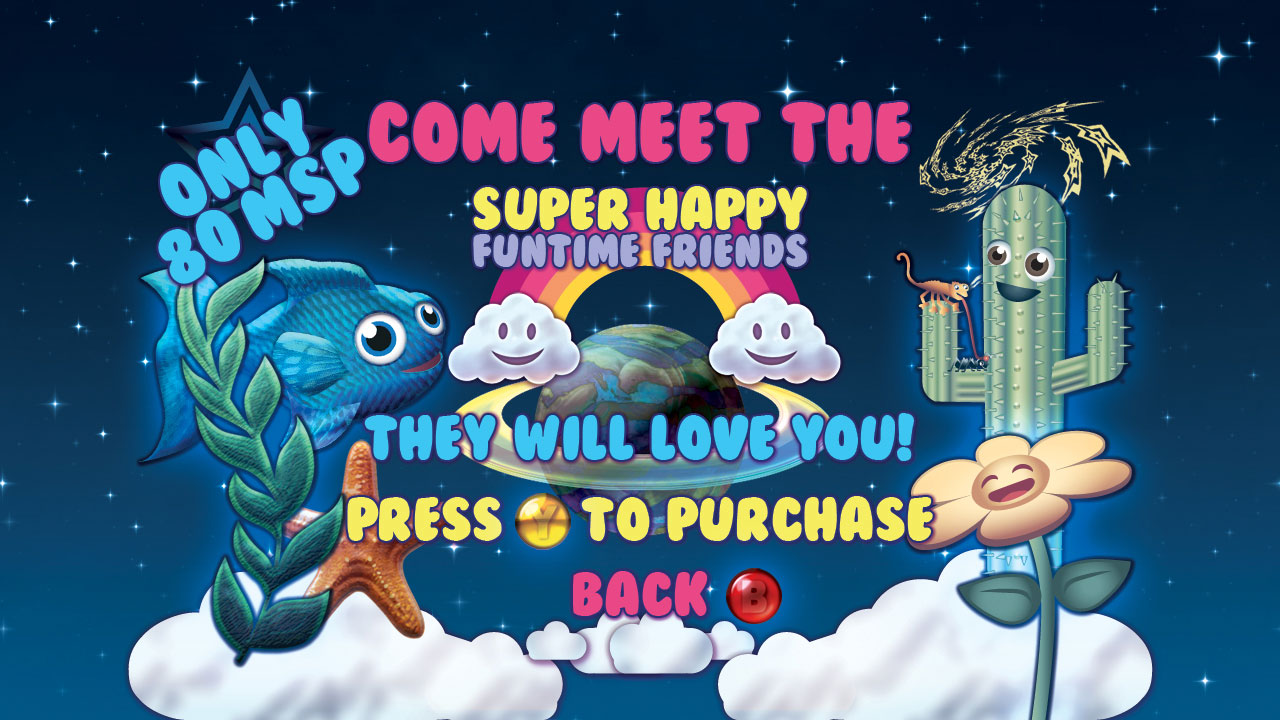 ONLY
80 MSP
COME MEET THE
SUPER HAPPY
FUNTIME FRIENDS
THEY WILL LOVE YOU!
PRESS Y TO PURCHASE
BACK B